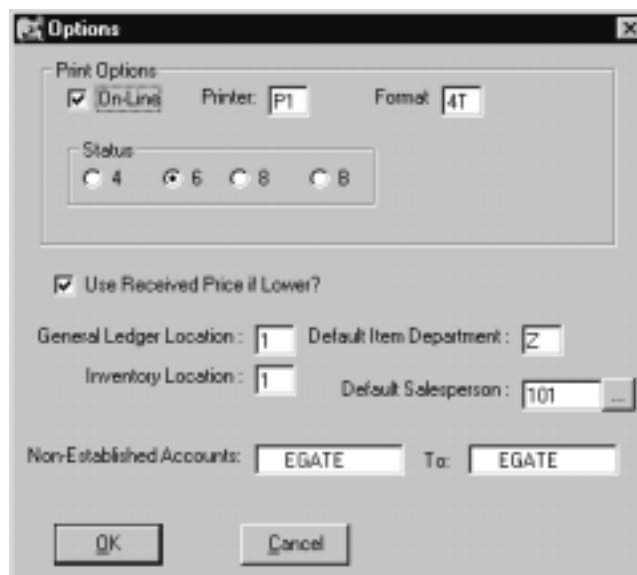 Options
Print Options
On-Line Printer: P1 Format 4T
Status
4 6 8 B
Use Received Price if Lower?
General Ledger Location : 1 Default Item Department : Z
Inventory Location : 1 Default Salesperson : 101 ...
Non-Established Accounts: EGATE To: EGATE
OK Cancel